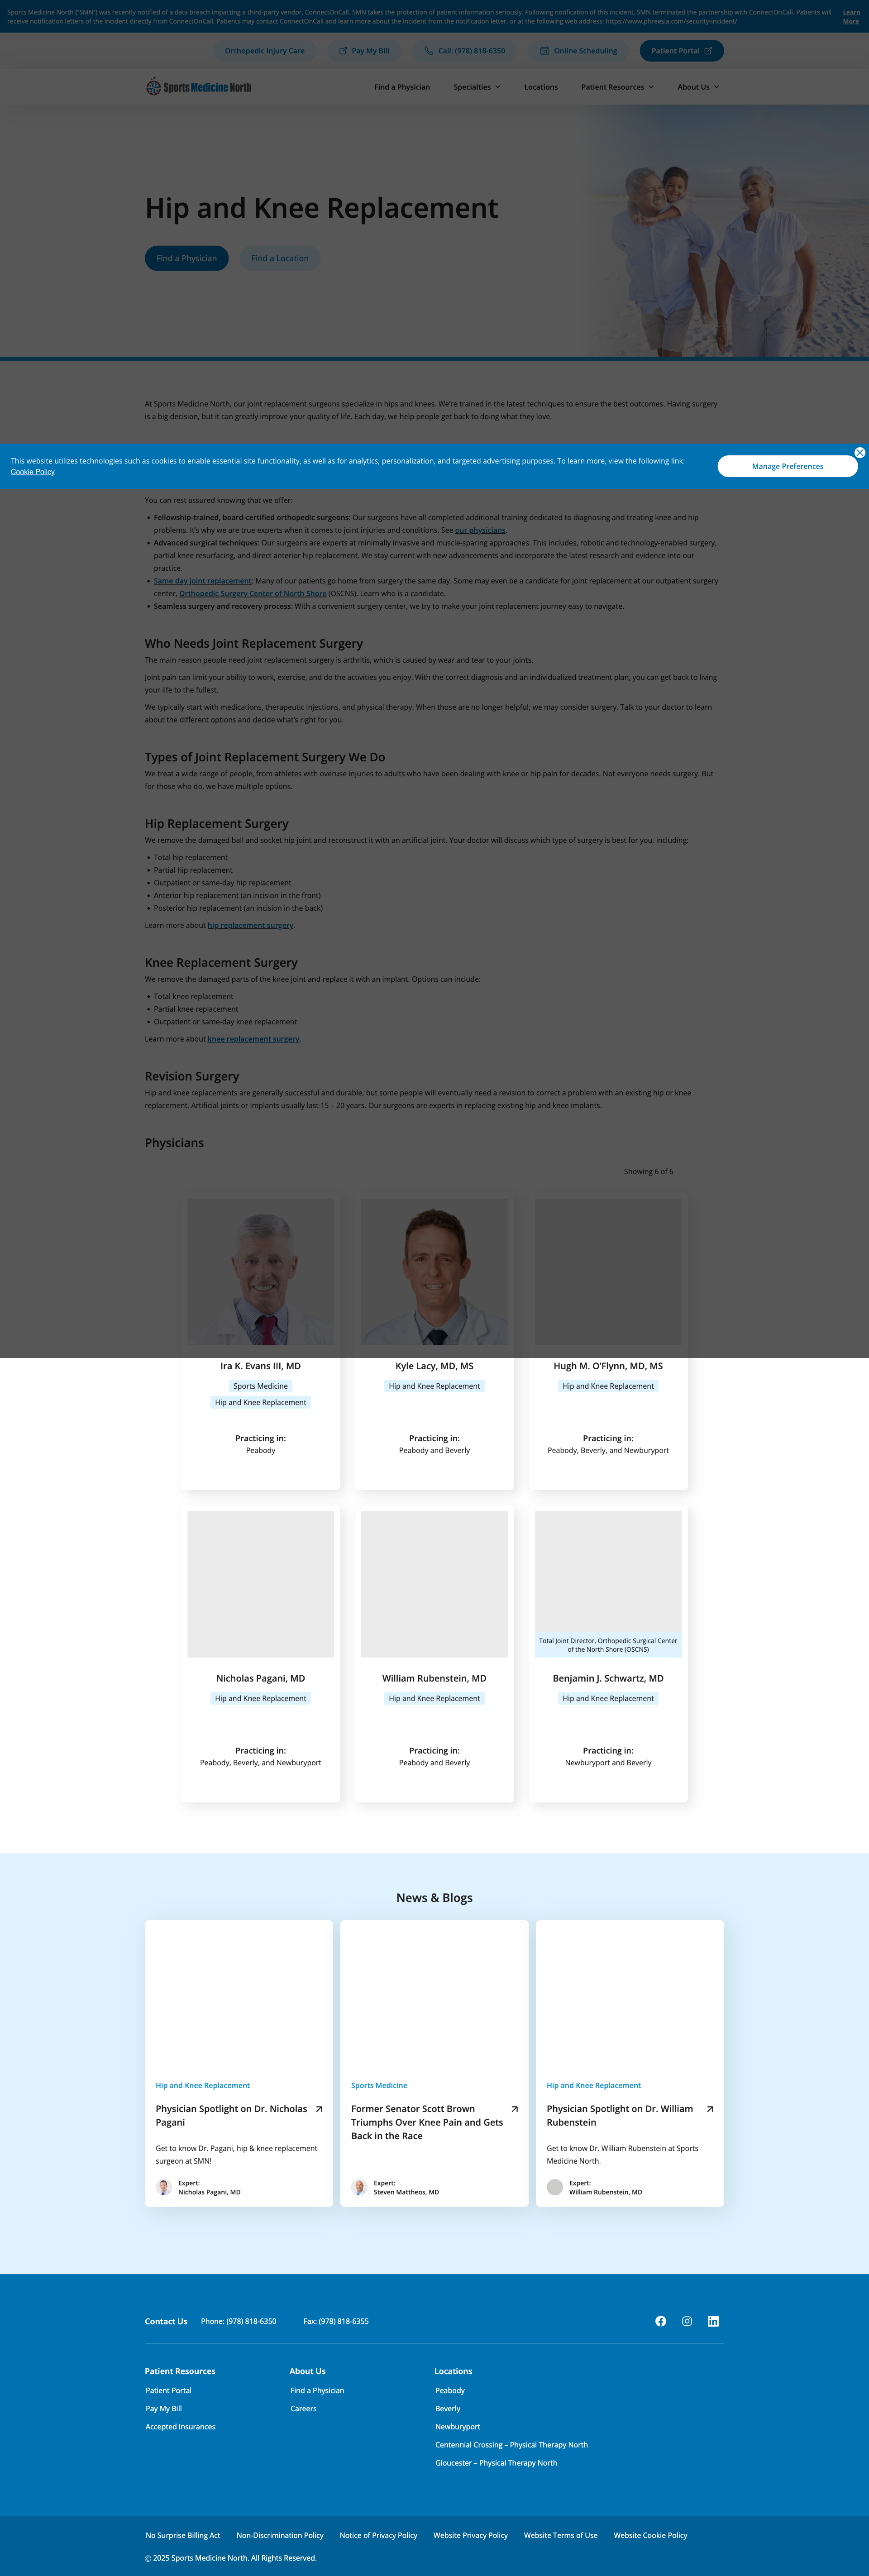 Sports Medicine North ("SMN") was recently notified of a data breach impacting a third-party vendor, ConnectOnCall. SMN takes the protection of patient information seriously. Following notification of this incident, SMN terminated the partnership with ConnectOnCall. Patients will
receive notification letters of the incident directly from ConnectOnCall. Patients may contact ConnectOnCall and learn more about the incident from the notification letter, or at the following web address: https://www.phreesia.com/security-incident/
Learn
More
Orthopedic Injury Care
Pay My Bill
Call: (978) 818-6350
Online Scheduling
Patient Portal
Sports Medicine North
Find a Physician
Specialties
Locations
Patient Resources
About Us
Hip and Knee Replacement
Find a Physician
Find a Location
At Sports Medicine North, our joint replacement surgeons specialize in hips and knees. We're trained in the latest techniques to ensure the best outcomes. Having surgery
is a big decision, but it can greatly improve your quality of life. Each day, we help people get back to doing what they love.
This website utilizes technologies such as cookies to enable essential site functionality, as well as for analytics, personalization, and targeted advertising purposes. To learn more, view the following link:
Cookie Policy
Manage Preferences
You can rest assured knowing that we offer:
• Fellowship-trained, board-certified orthopedic surgeons: Our surgeons have all completed additional training dedicated to diagnosing and treating knee and hip
problems. It's why we are true experts when it comes to joint injuries and conditions. See our physicians.
• Advanced surgical techniques: Our surgeons are experts at minimally invasive and muscle-sparing approaches. This includes, robotic and technology-enabled surgery,
partial knee resurfacing, and direct anterior hip replacement. We stay current with new advancements and incorporate the latest research and evidence into our
practice.
• Same day joint replacement: Many of our patients go home from surgery the same day. Some may even be a candidate for joint replacement at our outpatient surgery
center, Orthopedic Surgery Center of North Shore (OSCNS). Learn who is a candidate.
• Seamless surgery and recovery process: With a convenient surgery center, we try to make your joint replacement journey easy to navigate.
Who Needs Joint Replacement Surgery
The main reason people need joint replacement surgery is arthritis, which is caused by wear and tear to your joints.
Joint pain can limit your ability to work, exercise, and do the activities you enjoy. With the correct diagnosis and an individualized treatment plan, you can get back to living
your life to the fullest.
We typically start with medications, therapeutic injections, and physical therapy. When those are no longer helpful, we may consider surgery. Talk to your doctor to learn
about the different options and decide what's right for you.
Types of Joint Replacement Surgery We Do
We treat a wide range of people, from athletes with overuse injuries to adults who have been dealing with knee or hip pain for decades. Not everyone needs surgery. But
for those who do, we have multiple options.
Hip Replacement Surgery
We remove the damaged ball and socket hip joint and reconstruct it with an artificial joint. Your doctor will discuss which type of surgery is best for you, including:
• Total hip replacement
• Partial hip replacement
• Outpatient or same-day hip replacement
• Anterior hip replacement (an incision in the front)
• Posterior hip replacement (an incision in the back)
Learn more about hip replacement surgery.
Knee Replacement Surgery
We remove the damaged parts of the knee joint and replace it with an implant. Options can include:
• Total knee replacement
• Partial knee replacement
• Outpatient or same-day knee replacement
Learn more about knee replacement surgery.
Revision Surgery
Hip and knee replacements are generally successful and durable, but some people will eventually need a revision to correct a problem with an existing hip or knee
replacement. Artificial joints or implants usually last 15 – 20 years. Our surgeons are experts in replacing existing hip and knee implants.
Physicians
Showing 6 of 6
Ira K. Evans III, MD
Sports Medicine
Hip and Knee Replacement
Practicing in:
Peabody
Kyle Lacy, MD, MS
Hip and Knee Replacement
Practicing in:
Peabody and Beverly
Hugh M. O'Flynn, MD, MS
Hip and Knee Replacement
Practicing in:
Peabody, Beverly, and Newburyport
Nicholas Pagani, MD
Hip and Knee Replacement
Practicing in:
Peabody, Beverly, and Newburyport
William Rubenstein, MD
Hip and Knee Replacement
Practicing in:
Peabody and Beverly
Total Joint Director, Orthopedic Surgical Center
of the North Shore (OSCNS)
Benjamin J. Schwartz, MD
Hip and Knee Replacement
Practicing in:
Newburyport and Beverly
News & Blogs
Hip and Knee Replacement
Physician Spotlight on Dr. Nicholas
Pagani
Get to know Dr. Pagani, hip & knee replacement
surgeon at SMN!
Expert:
Nicholas Pagani, MD
Sports Medicine
Former Senator Scott Brown
Triumphs Over Knee Pain and Gets
Back in the Race
Expert:
Steven Mattheos, MD
Hip and Knee Replacement
Physician Spotlight on Dr. William
Rubenstein
Get to know Dr. William Rubenstein at Sports
Medicine North.
Expert:
William Rubenstein, MD
Contact Us
Phone: (978) 818-6350
Fax: (978) 818-6355
Patient Resources
Patient Portal
Pay My Bill
Accepted Insurances
About Us
Find a Physician
Careers
Locations
Peabody
Beverly
Newburyport
Centennial Crossing – Physical Therapy North
Gloucester – Physical Therapy North
No Surprise Billing Act
Non-Discrimination Policy
Notice of Privacy Policy
Website Privacy Policy
Website Terms of Use
Website Cookie Policy
© 2025 Sports Medicine North. All Rights Reserved.